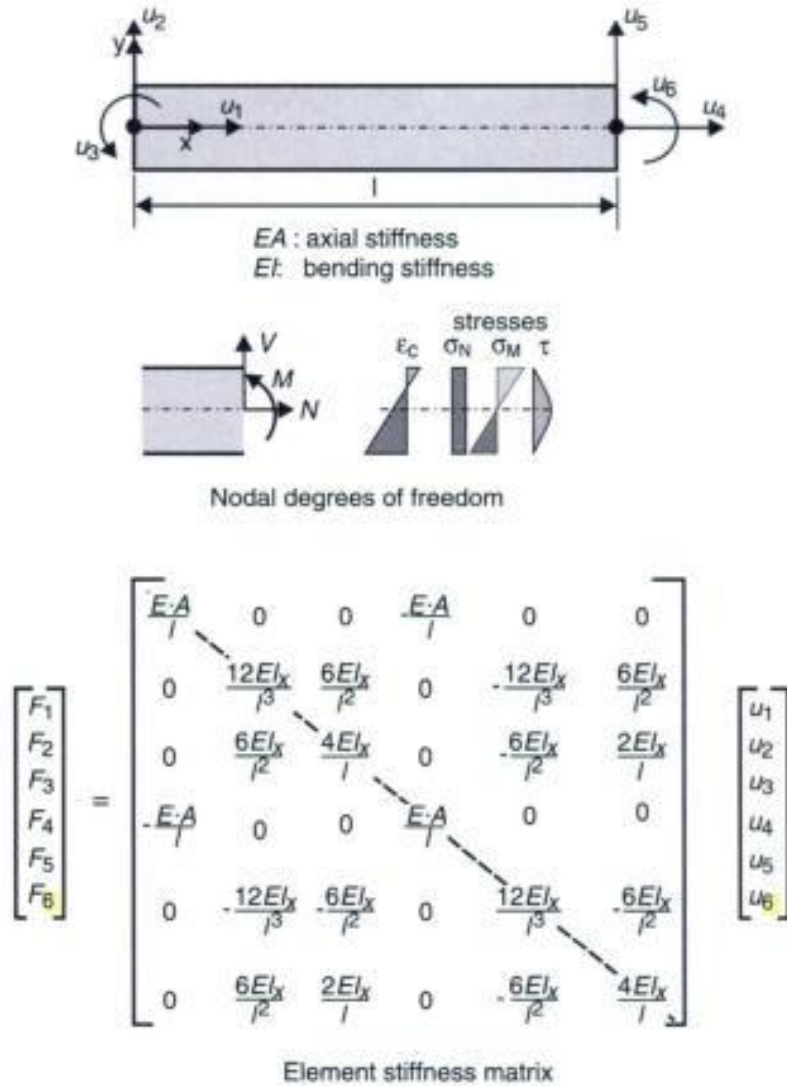 u2
y
u5
u6
u1
u4
u3
x
l
EA : axial stiffness
EI: bending stiffness
stresses
V
εC σN σM τ
M
N
Nodal degrees of freedom
E·A/l 0 0 -E·A/l 0 0
0 12EIx/l³ 6EIx/l² 0 -12EIx/l³ 6EIx/l²
0 6EIx/l² 4EIx/l 0 -6EIx/l² 2EIx/l
-E·A/l 0 0 E·A/l 0 0
0 -12EIx/l³ -6EIx/l² 0 12EIx/l³ -6EIx/l²
0 6EIx/l² 2EIx/l 0 -6EIx/l² 4EIx/l
F1
F2
F3
F4
F5
F6
=
u1
u2
u3
u4
u5
u6
Element stiffness matrix